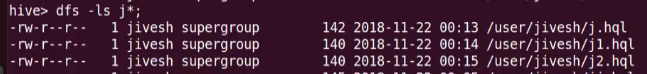 hive> dfs -ls j*;
-rw-r--r--   1 jivesh supergroup        142 2018-11-22 00:13 /user/jivesh/j.hql
-rw-r--r--   1 jivesh supergroup        140 2018-11-22 00:14 /user/jivesh/j1.hql
-rw-r--r--   1 jivesh supergroup        140 2018-11-22 00:15 /user/jivesh/j2.hql